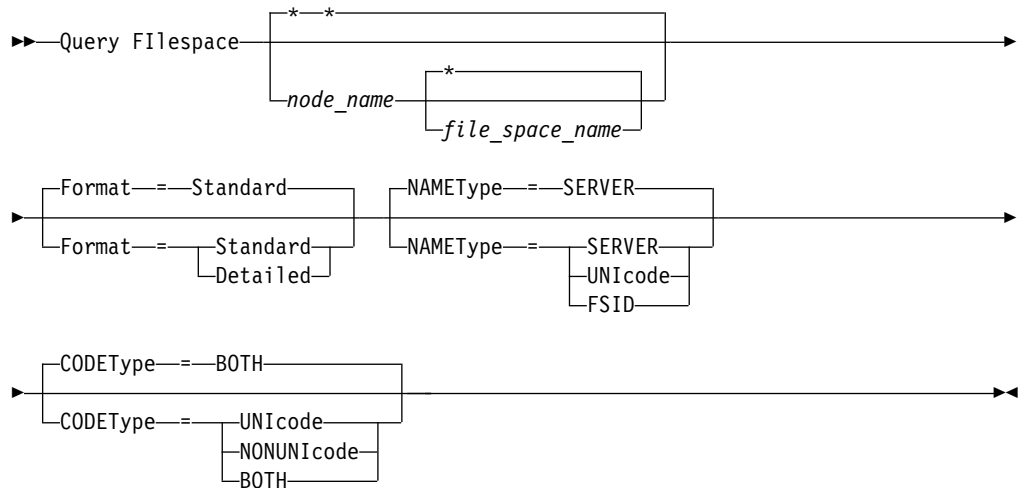 * *
Query FIlespace
*
node_name
file_space_name
Format = Standard NAMEType = SERVER
Format = Standard NAMEType = SERVER
Detailed UNIcode
FSID
CODEType = BOTH
CODEType = UNIcode
NONUNIcode
BOTH